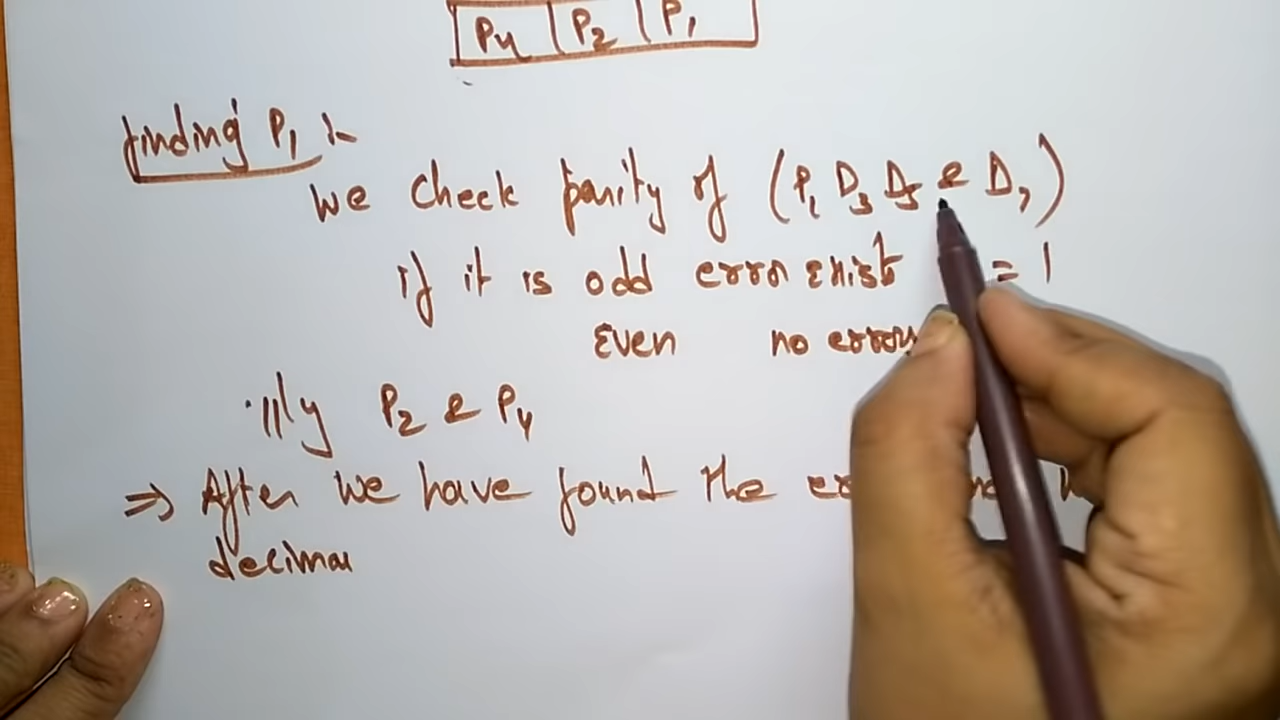 P4 P2 P1
finding P1 :-
we check parity of (P1 D3 D5 & D7)
if it is odd error exist = 1
Even no error
|||ly P2 & P4
=> After we have found the
decimal